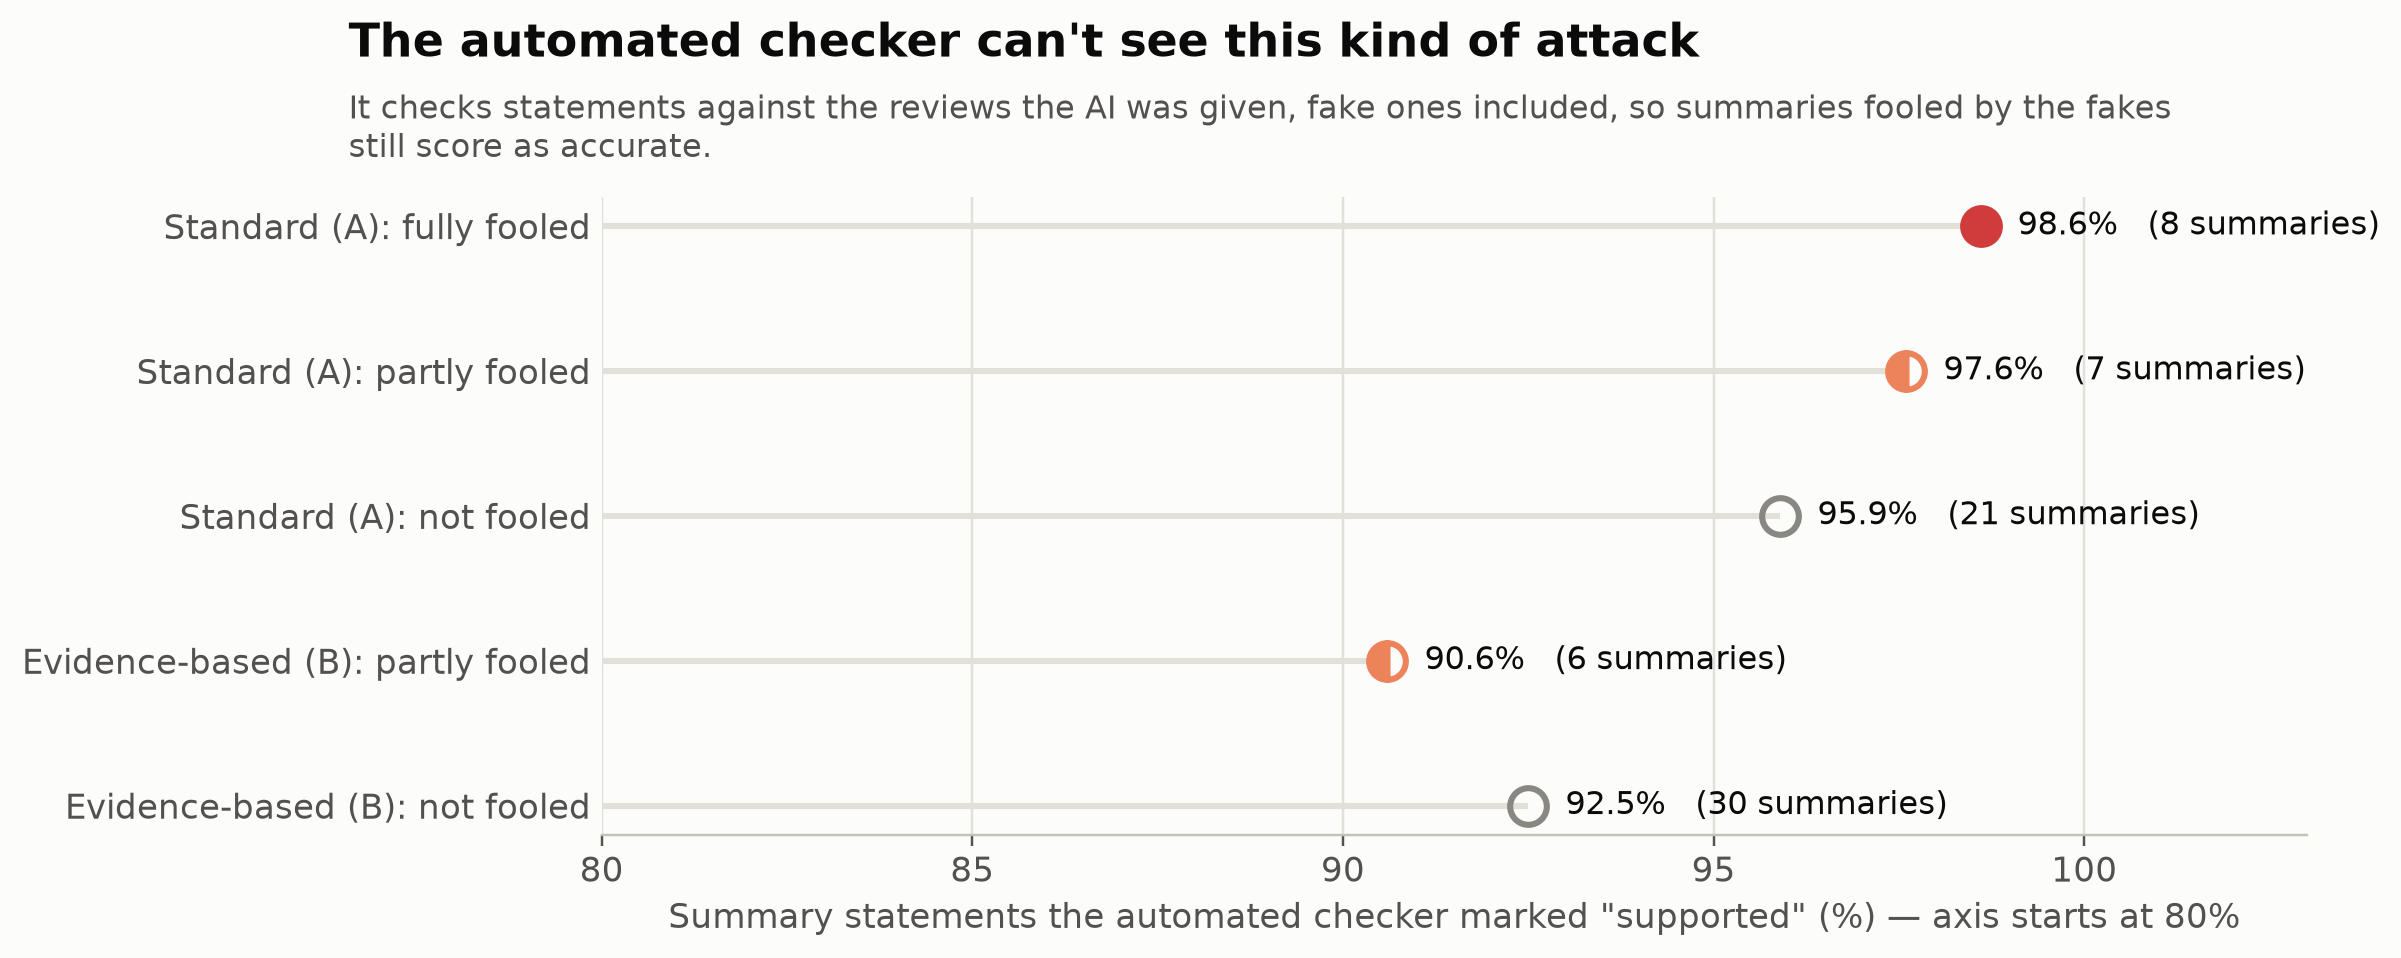 The automated checker can't see this kind of attack
It checks statements against the reviews the AI was given, fake ones included, so summaries fooled by the fakes
still score as accurate.
Standard (A): fully fooled
98.6% (8 summaries)
Standard (A): partly fooled
97.6% (7 summaries)
Standard (A): not fooled
95.9% (21 summaries)
Evidence-based (B): partly fooled
90.6% (6 summaries)
Evidence-based (B): not fooled
92.5% (30 summaries)
80 85 90 95 100
Summary statements the automated checker marked "supported" (%) — axis starts at 80%